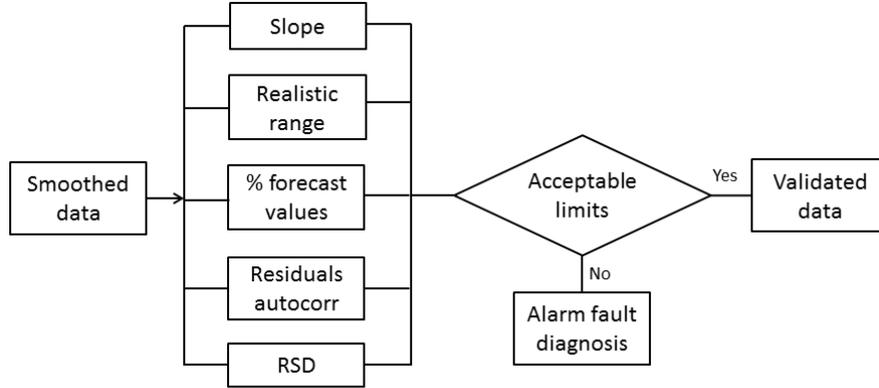 Slope
Realistic
range
Smoothed
data
% forecast
values
Acceptable
limits
Yes
Validated
data
Residuals
autocorr
No
Alarm fault
diagnosis
RSD